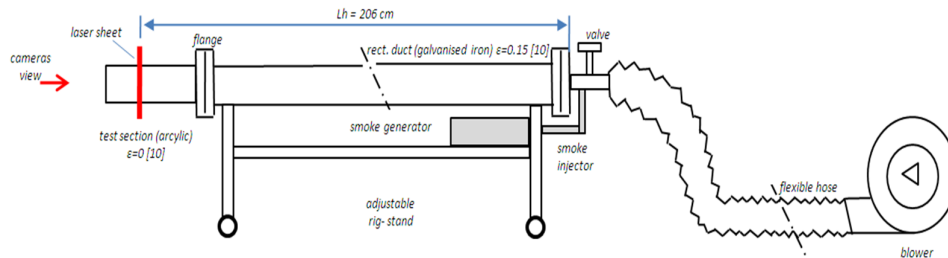 Lh = 206 cm
laser sheet
flange
rect. duct (galvanised iron) ε=0.15 [10]
valve
cameras
view
test section (arcylic)
ε=0 [10]
smoke generator
smoke
injector
adjustable
rig- stand
flexible hose
blower